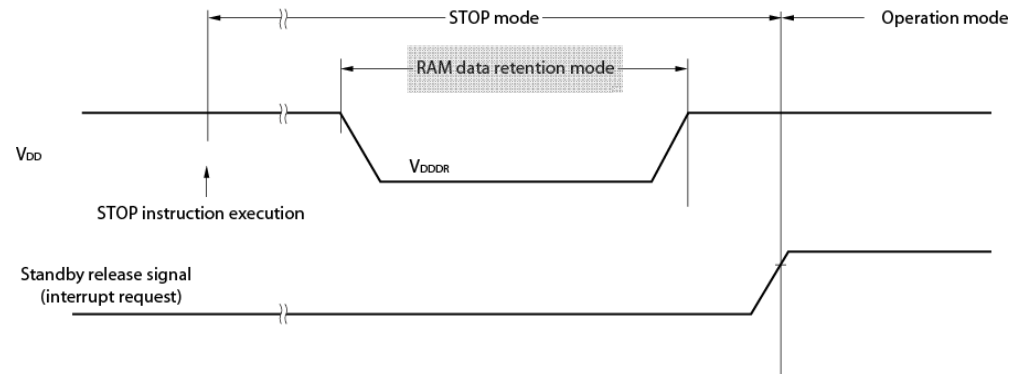 STOP mode
Operation mode
RAM data retention mode
VDD
VDDDR
STOP instruction execution
Standby release signal
(interrupt request)